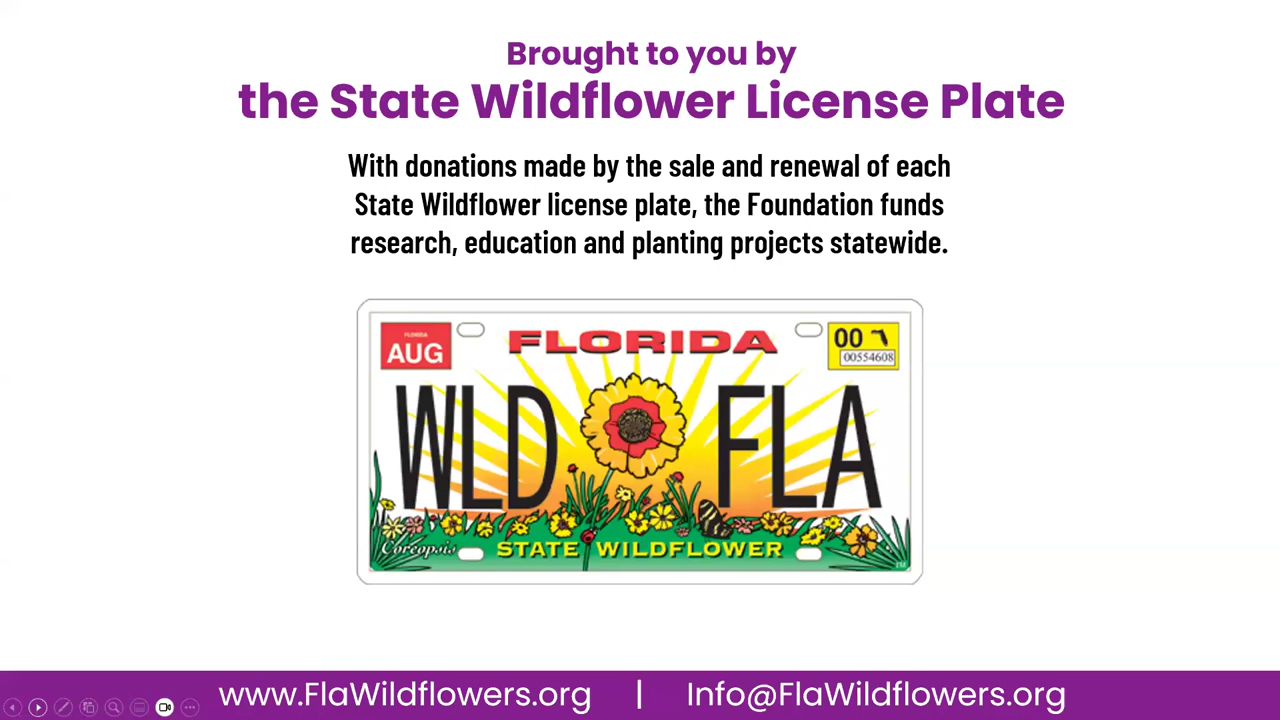 Brought to you by
the State Wildflower License Plate
With donations made by the sale and renewal of each
State Wildflower license plate, the Foundation funds
research, education and planting projects statewide.
FLORIDA
AUG
FLORIDA
00
00554608
WLD FLA
Coreopsis
STATE WILDFLOWER
TM
www.FlaWildflowers.org | Info@FlaWildflowers.org